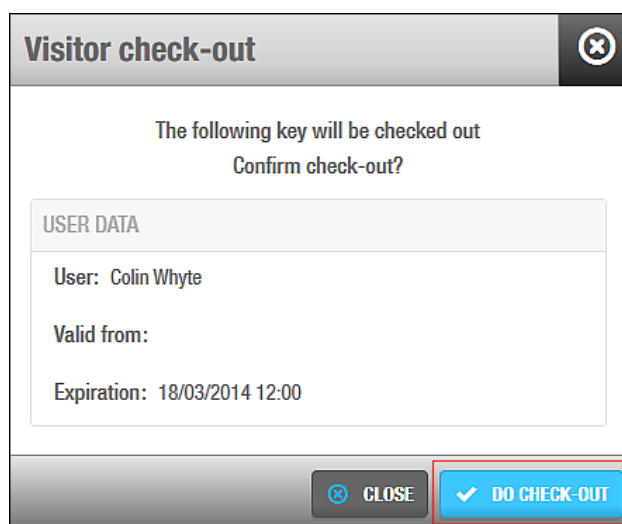 Visitor check-out
The following key will be checked out
Confirm check-out?
USER DATA
User: Colin Whyte
Valid from:
Expiration: 18/03/2014 12:00
CLOSE
DO CHECK-OUT